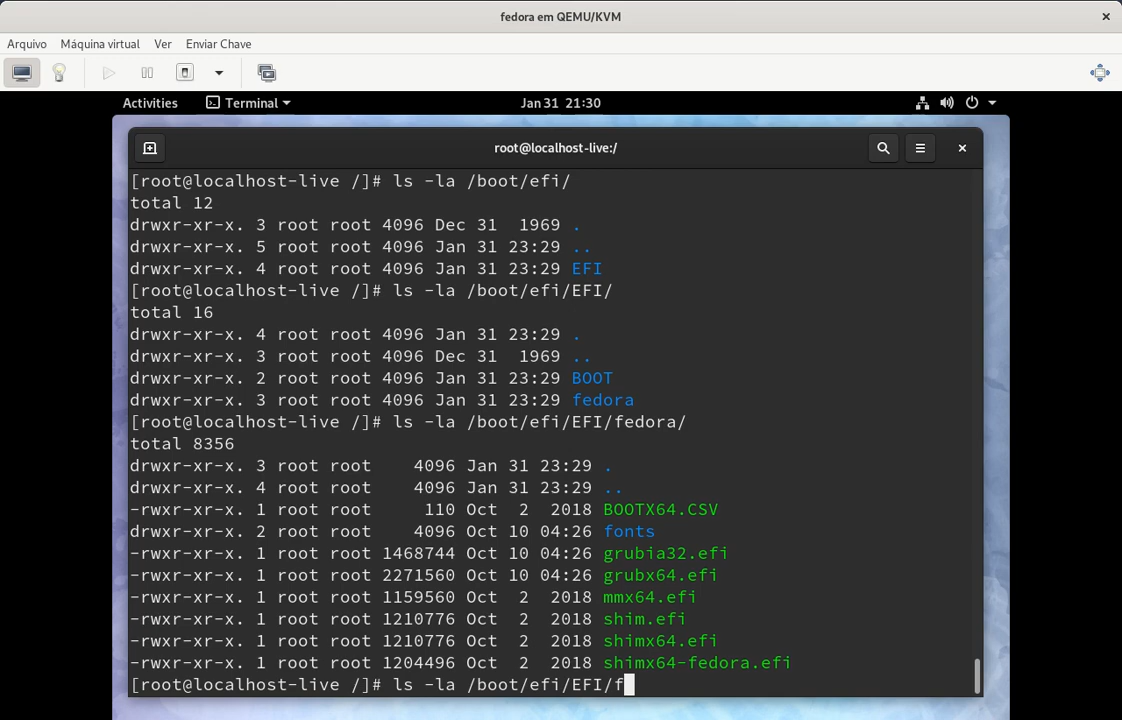 fedora em QEMU/KVM
Arquivo Máquina virtual Ver Enviar Chave
Activities Terminal Jan 31 21:30
root@localhost-live:/
[root@localhost-live /]# ls -la /boot/efi/
total 12
drwxr-xr-x. 3 root root 4096 Dec 31  1969 .
drwxr-xr-x. 5 root root 4096 Jan 31 23:29 ..
drwxr-xr-x. 4 root root 4096 Jan 31 23:29 EFI
[root@localhost-live /]# ls -la /boot/efi/EFI/
total 16
drwxr-xr-x. 4 root root 4096 Jan 31 23:29 .
drwxr-xr-x. 3 root root 4096 Dec 31  1969 ..
drwxr-xr-x. 2 root root 4096 Jan 31 23:29 BOOT
drwxr-xr-x. 3 root root 4096 Jan 31 23:29 fedora
[root@localhost-live /]# ls -la /boot/efi/EFI/fedora/
total 8356
drwxr-xr-x. 3 root root    4096 Jan 31 23:29 .
drwxr-xr-x. 4 root root    4096 Jan 31 23:29 ..
-rwxr-xr-x. 1 root root     110 Oct  2  2018 BOOTX64.CSV
drwxr-xr-x. 2 root root    4096 Oct 10 04:26 fonts
-rwxr-xr-x. 1 root root 1468744 Oct 10 04:26 grubia32.efi
-rwxr-xr-x. 1 root root 2271560 Oct 10 04:26 grubx64.efi
-rwxr-xr-x. 1 root root 1159560 Oct  2  2018 mmx64.efi
-rwxr-xr-x. 1 root root 1210776 Oct  2  2018 shim.efi
-rwxr-xr-x. 1 root root 1210776 Oct  2  2018 shimx64.efi
-rwxr-xr-x. 1 root root 1204496 Oct  2  2018 shimx64-fedora.efi
[root@localhost-live /]# ls -la /boot/efi/EFI/f